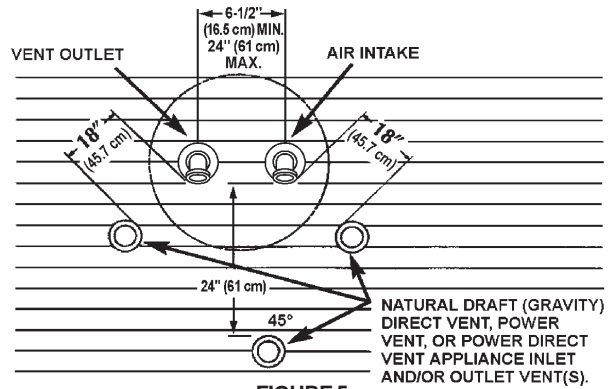 6-1/2"
(16.5 cm) MIN.
24" (61 cm)
MAX.
VENT OUTLET
AIR INTAKE
18"
(45.7 cm)
18"
(45.7 cm)
24" (61 cm)
45°
NATURAL DRAFT (GRAVITY)
DIRECT VENT, POWER
VENT, OR POWER DIRECT
VENT APPLIANCE INLET
AND/OR OUTLET VENT(S).
FIGURE 5